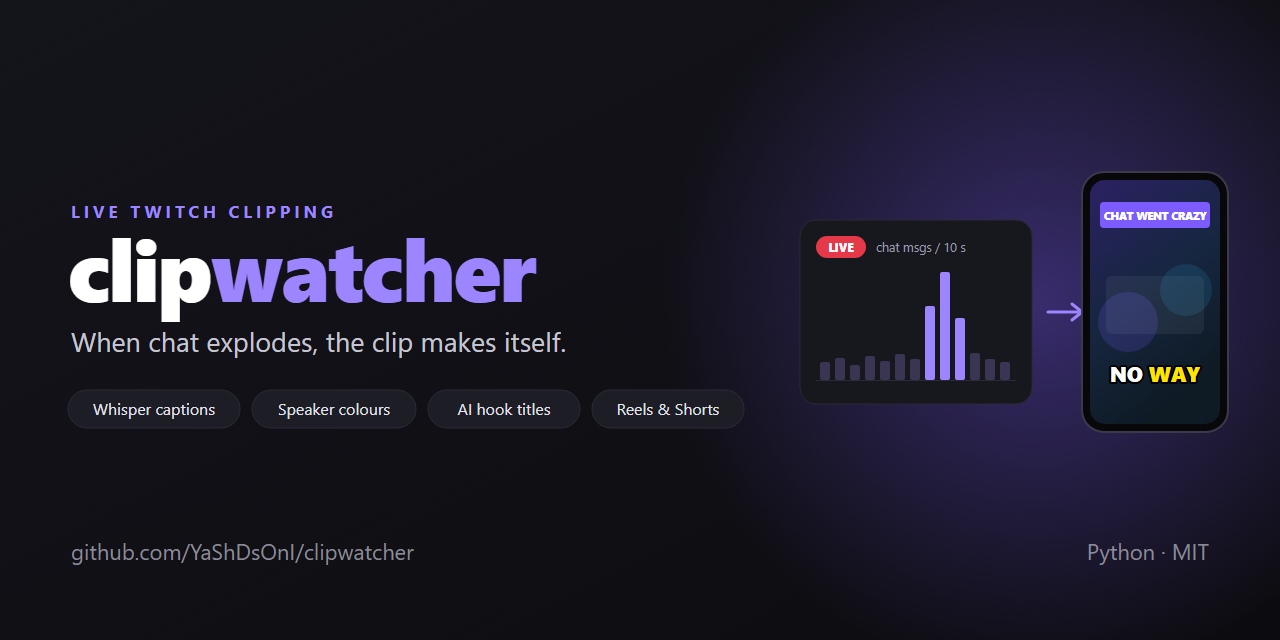 LIVE TWITCH CLIPPING
clipwatcher
When chat explodes, the clip makes itself.
Whisper captions
Speaker colours
AI hook titles
Reels & Shorts
LIVE
chat msgs / 10 s
CHAT WENT CRAZY
NO WAY
github.com/YaShDsOnI/clipwatcher
Python · MIT